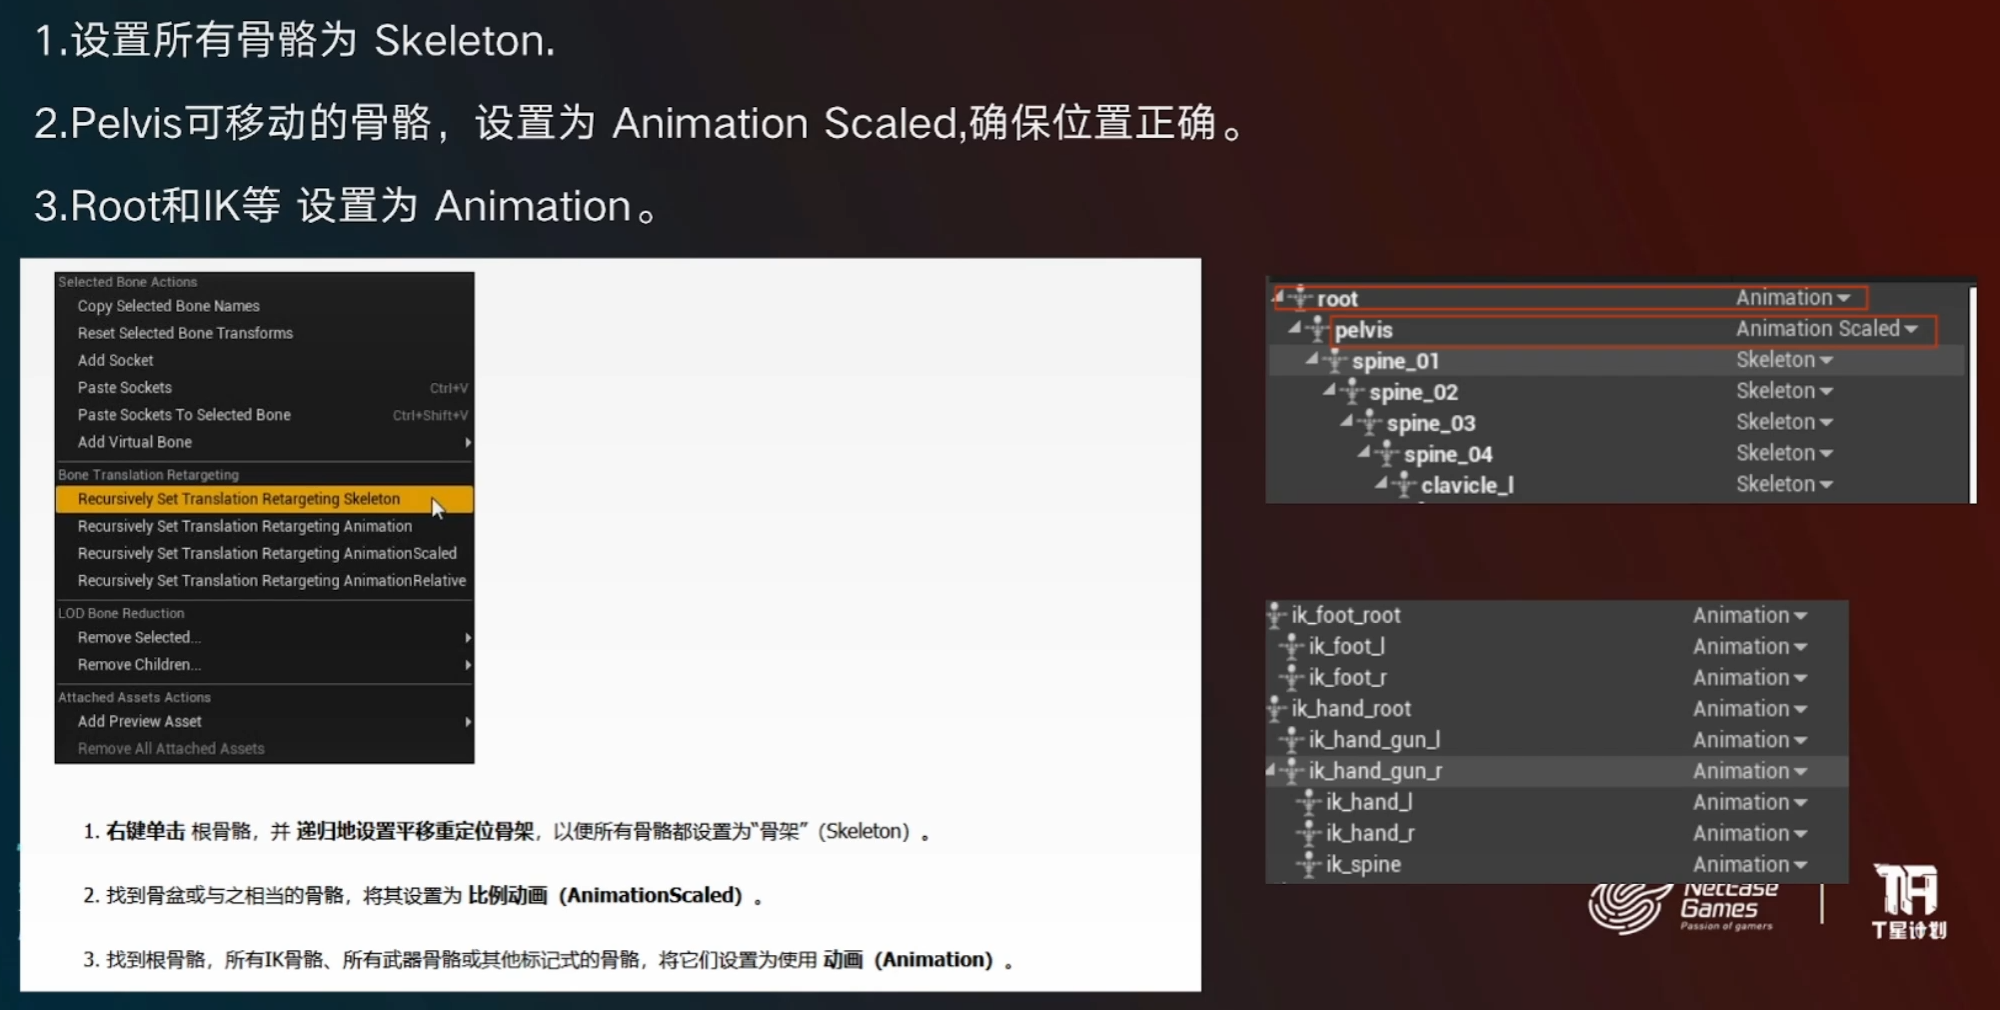 1.设置所有骨骼为 Skeleton.
2.Pelvis可移动的骨骼，设置为 Animation Scaled,确保位置正确。
3.Root和IK等 设置为 Animation。
Selected Bone Actions
Copy Selected Bone Names
Reset Selected Bone Transforms
Add Socket
Paste Sockets Ctrl+V
Paste Sockets To Selected Bone Ctrl+Shift+V
Add Virtual Bone
Bone Translation Retargeting
Recursively Set Translation Retargeting Skeleton
Recursively Set Translation Retargeting Animation
Recursively Set Translation Retargeting AnimationScaled
Recursively Set Translation Retargeting AnimationRelative
LOD Bone Reduction
Remove Selected...
Remove Children...
Attached Assets Actions
Add Preview Asset
Remove All Attached Assets
1. 右键单击 根骨骼，并 递归地设置平移重定位骨架，以便所有骨骼都设置为“骨架”（Skeleton）。
2. 找到骨盆或与之相当的骨骼，将其设置为 比例动画（AnimationScaled）。
3. 找到根骨骼，所有IK骨骼、所有武器骨骼或其他标记式的骨骼，将它们设置为使用 动画（Animation）。
root Animation
pelvis Animation Scaled
spine_01 Skeleton
spine_02 Skeleton
spine_03 Skeleton
spine_04 Skeleton
clavicle_l Skeleton
ik_foot_root Animation
ik_foot_l Animation
ik_foot_r Animation
ik_hand_root Animation
ik_hand_gun_l Animation
ik_hand_gun_r Animation
ik_hand_l Animation
ik_hand_r Animation
ik_spine Animation
Netease
Games
Passion of gamers
TA
T星计划